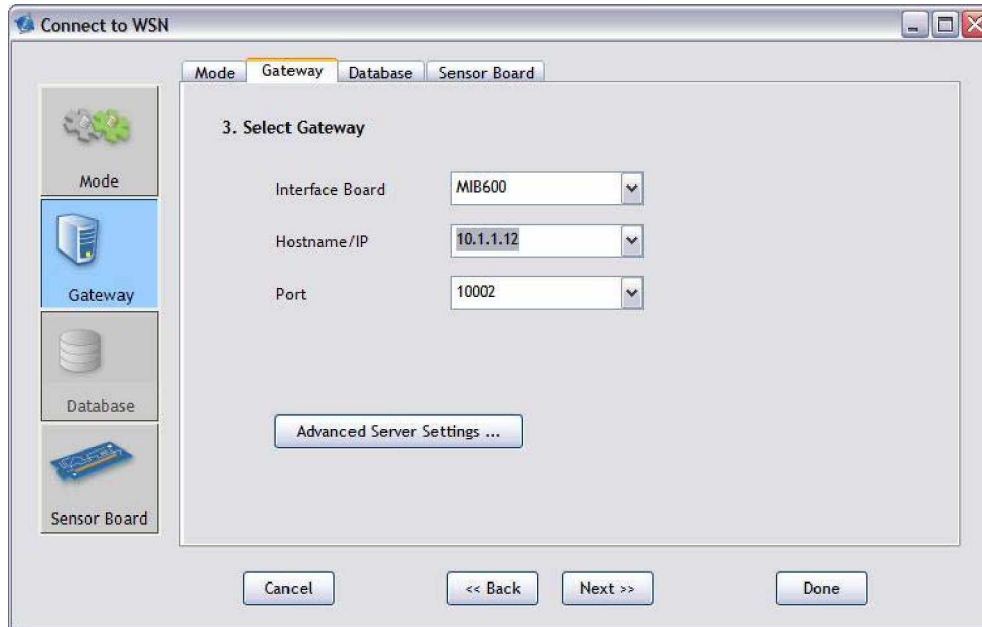 Connect to WSN
Mode Gateway Database Sensor Board
Mode
Gateway
Database
Sensor Board
3. Select Gateway
Interface Board MIB600
Hostname/IP 10.1.1.12
Port 10002
Advanced Server Settings ...
Cancel << Back Next >> Done